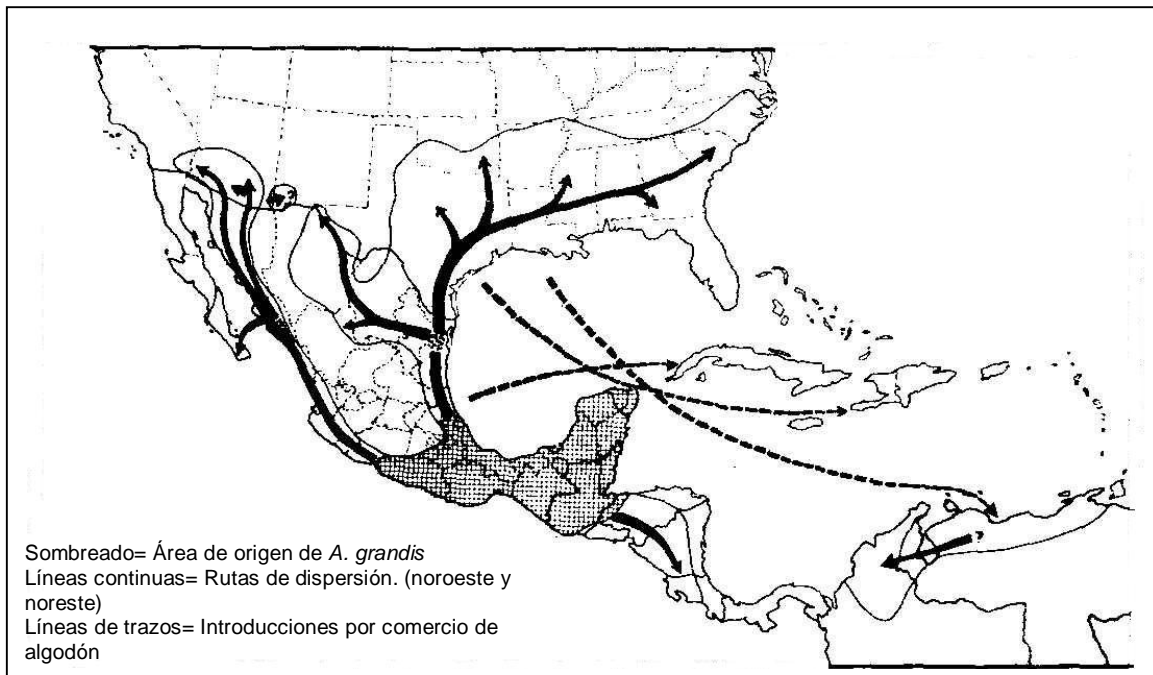 Sombreado= Área de origen de A. grandis
Líneas continuas= Rutas de dispersión. (noroeste y
noreste)
Líneas de trazos= Introducciones por comercio de
algodón
?
?